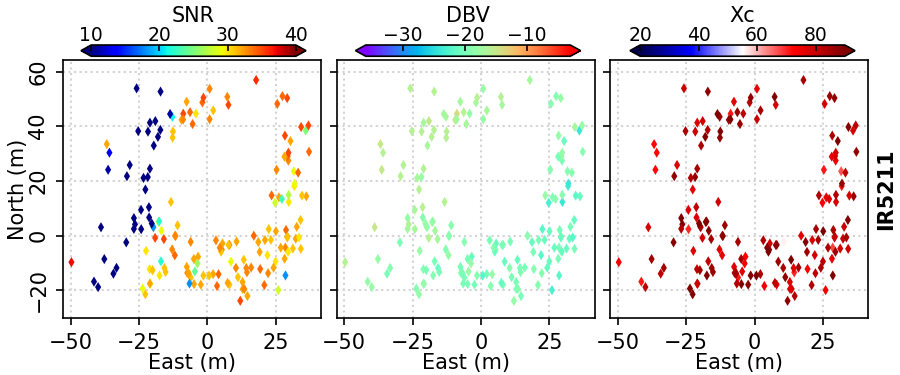 SNR DBV Xc
10 20 30 40 −30 −20 −10 20 40 60 80
60
40
20
0
−20
North (m)
IR5211
−50 −25 0 25 −50 −25 0 25 −50 −25 0 25
East (m) East (m) East (m)